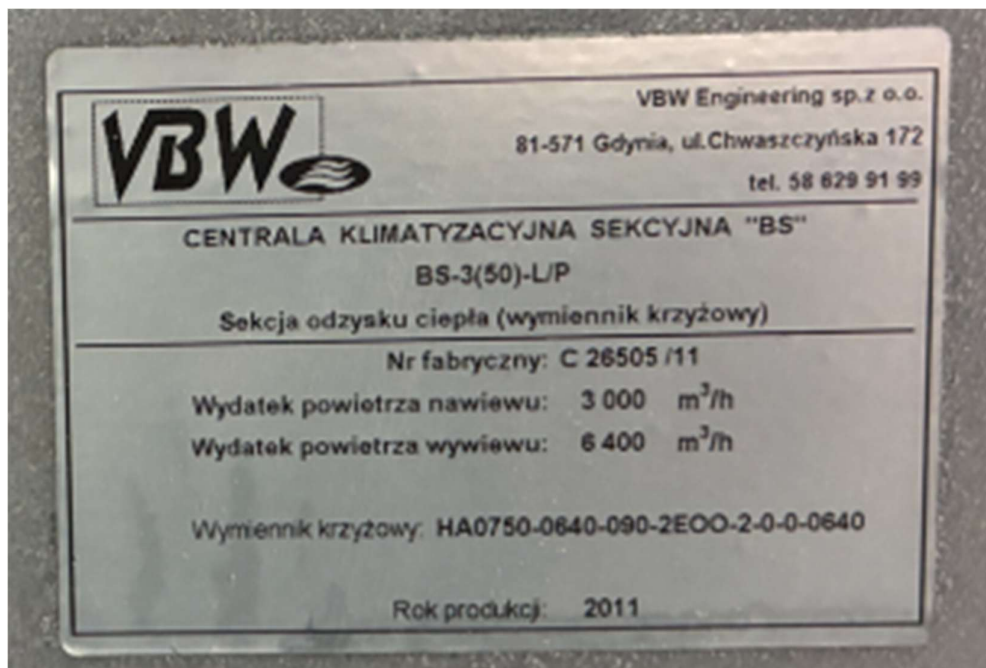 VBW
VBW Engineering sp.z o.o.
81-571 Gdynia, ul.Chwaszczyńska 172
tel. 58 629 91 99
CENTRALA KLIMATYZACYJNA SEKCYJNA "BS"
BS-3(50)-L/P
Sekcja odzysku ciepła (wymiennik krzyżowy)
Nr fabryczny: C 26505 /11
Wydatek powietrza nawiewu: 3 000 m³/h
Wydatek powietrza wywiewu: 6 400 m³/h
Wymiennik krzyżowy: HA0750-0640-090-2EOO-2-0-0-0640
Rok produkcji: 2011